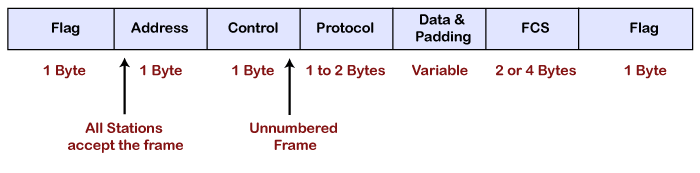 Flag Address Control Protocol Data & Padding FCS Flag
1 Byte 1 Byte 1 Byte 1 to 2 Bytes Variable 2 or 4 Bytes 1 Byte
All Stations
accept the frame
Unnumbered
Frame